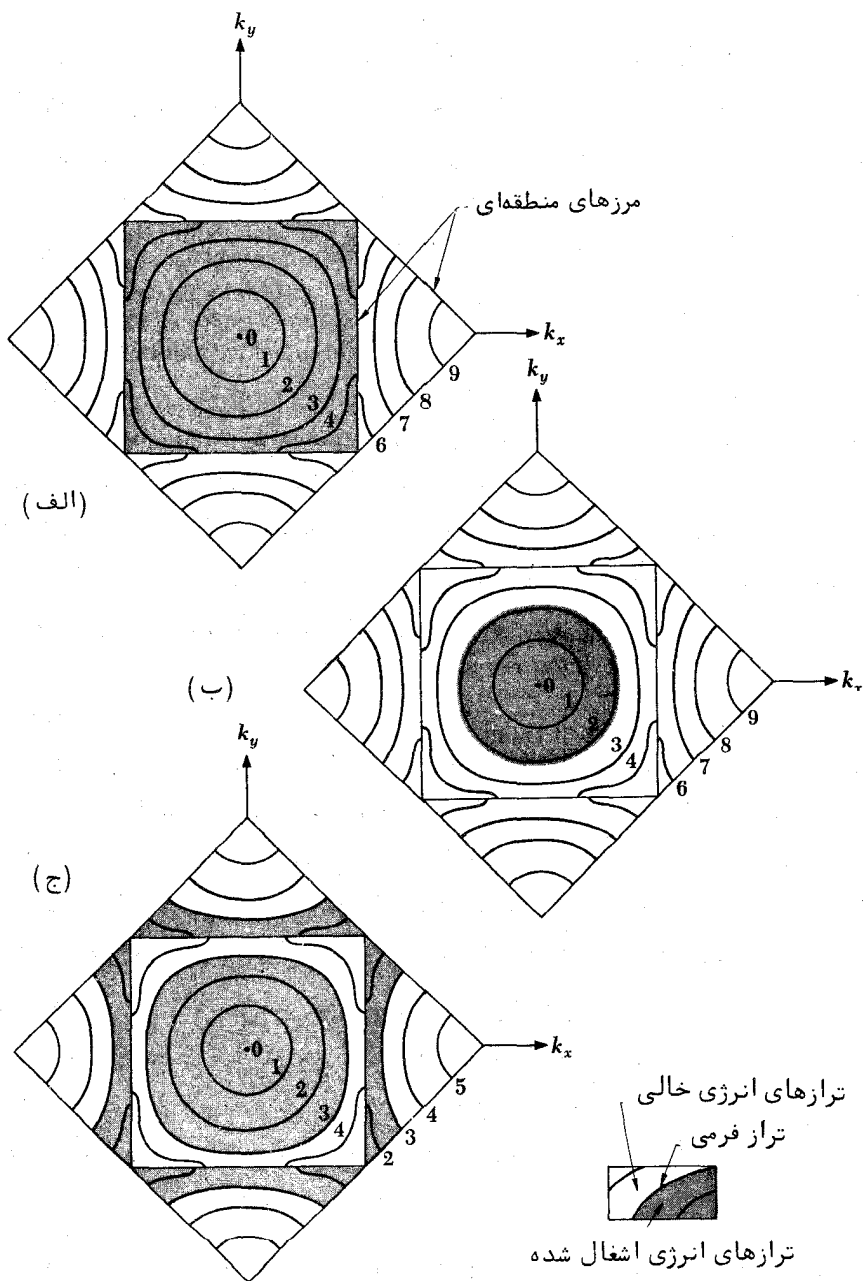 k_y
مرزهای منطقه‌ای
k_x
0
1
2
3
4
6
7
8
9
(الف)
k_y
k_x
0
1
2
3
4
6
7
8
9
(ب)
k_y
(ج)
k_x
0
1
2
3
4
2
3
4
5
ترازهای انرژی خالی
تراز فرمی
ترازهای انرژی اشغال شده